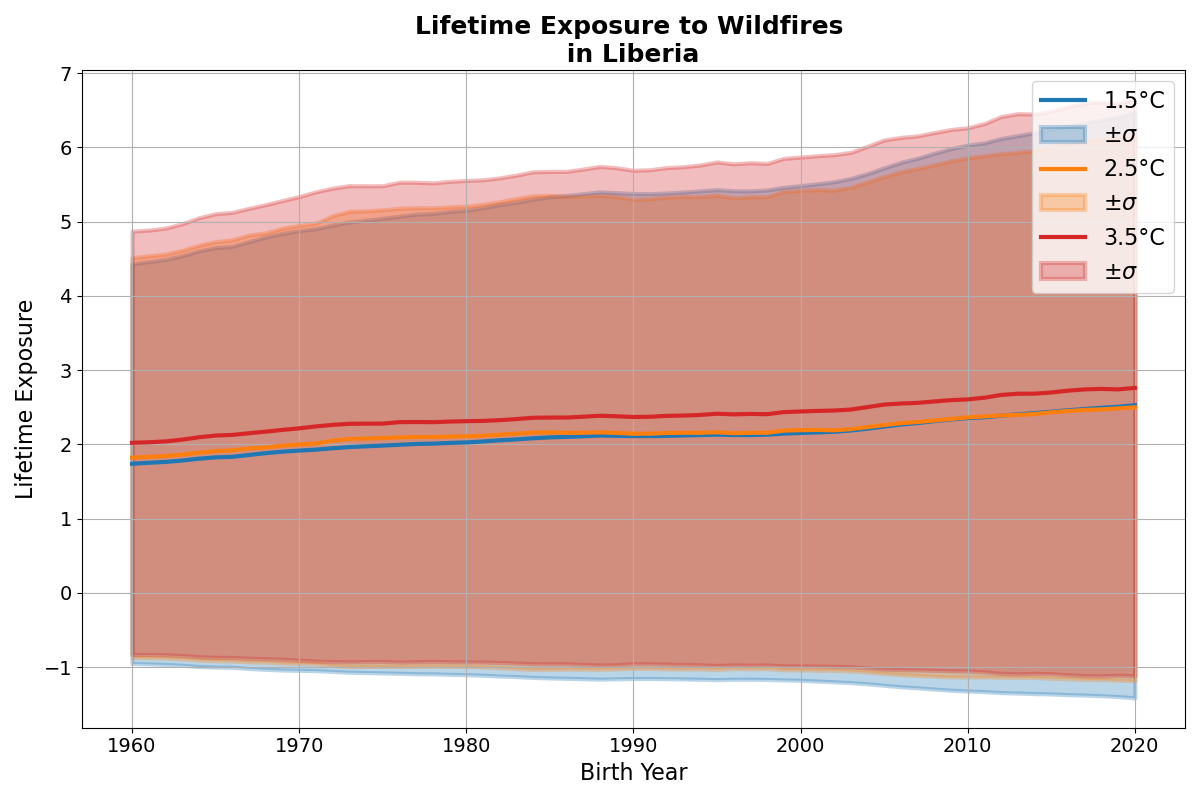 Lifetime Exposure to Wildfires
in Liberia
Lifetime Exposure
7
6
5
4
3
2
1
0
−1
1960
1970
1980
1990
2000
2010
2020
Birth Year
1.5°C
±σ
2.5°C
±σ
3.5°C
±σ